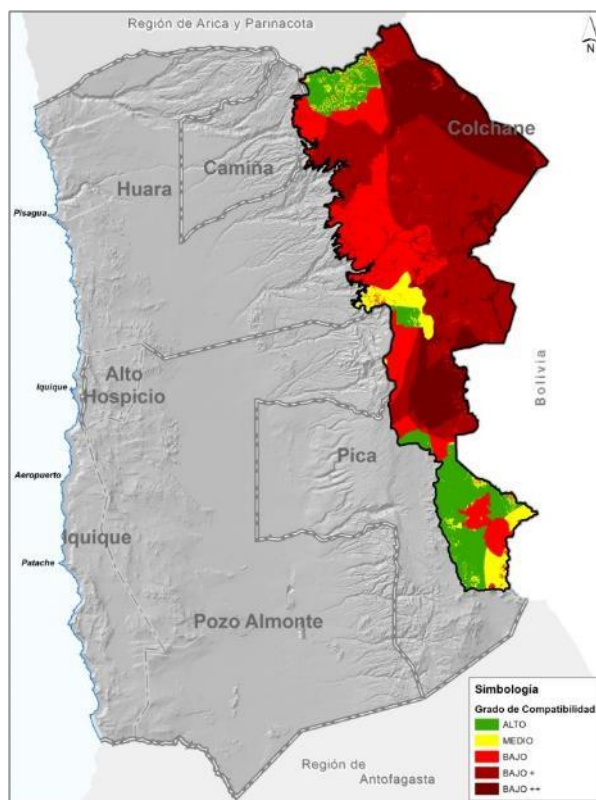 Región de Arica y Parinacota
N
Colchane
Camiña
Huara
Pisagua
Bolivia
Iquique
Alto
Hospicio
Pica
Aeropuerto
Iquique
Patache
Pozo Almonte
Región de
Antofagasta
Simbología
Grado de Compatibilidad
ALTO
MEDIO
BAJO
BAJO +
BAJO ++